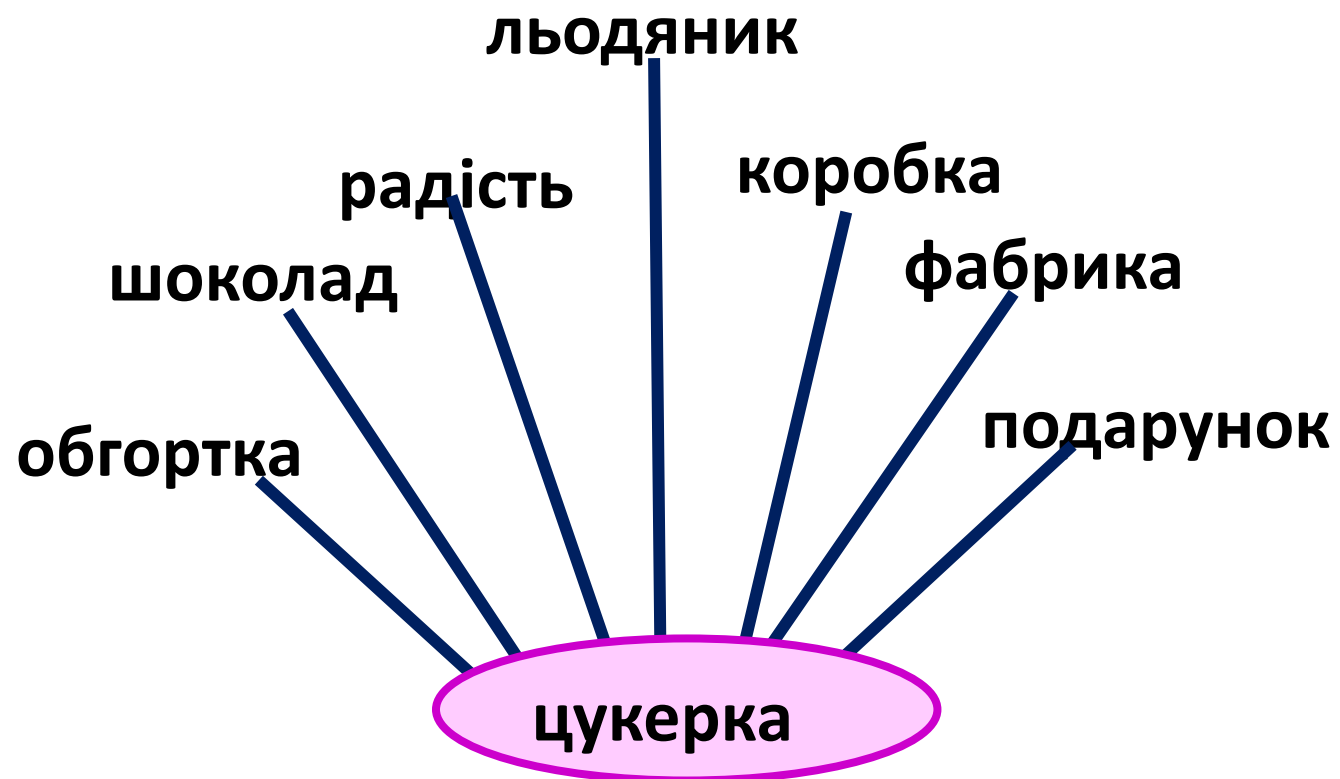 льодяник
радість
коробка
шоколад
фабрика
обгортка
подарунок
цукерка